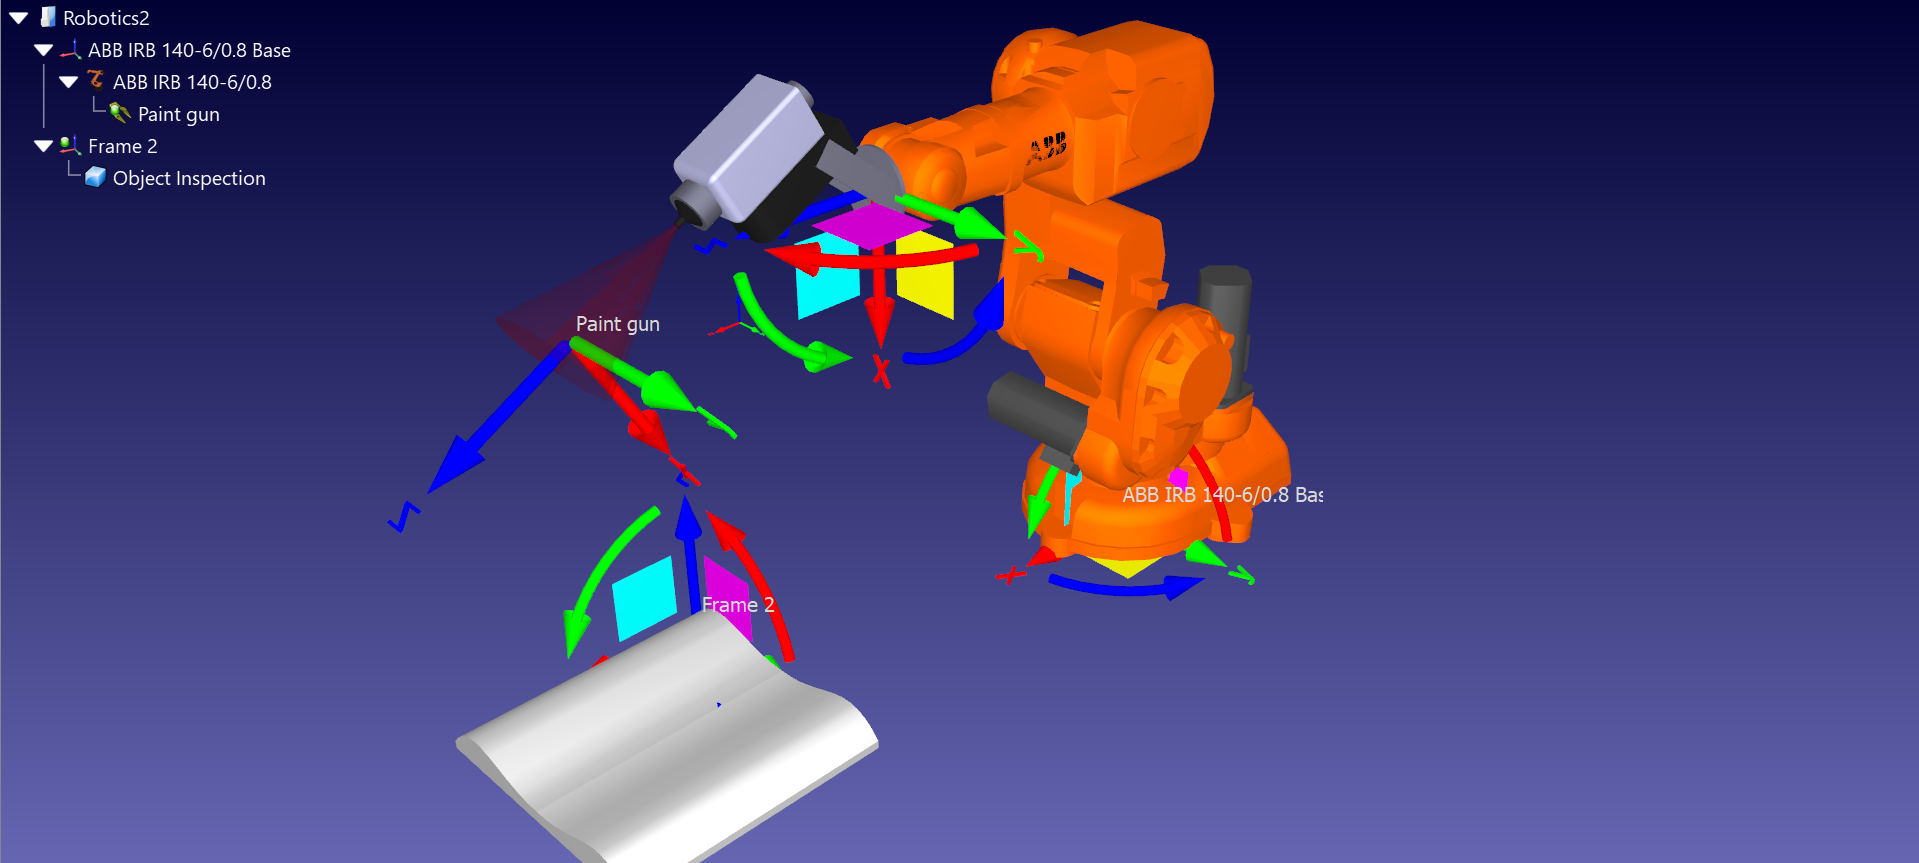 Robotics2
ABB IRB 140-6/0.8 Base
ABB IRB 140-6/0.8
Paint gun
Frame 2
Object Inspection
ABB
Y
X
Paint gun
ABB IRB 140-6/0.8 Bas
X
Y
Frame 2